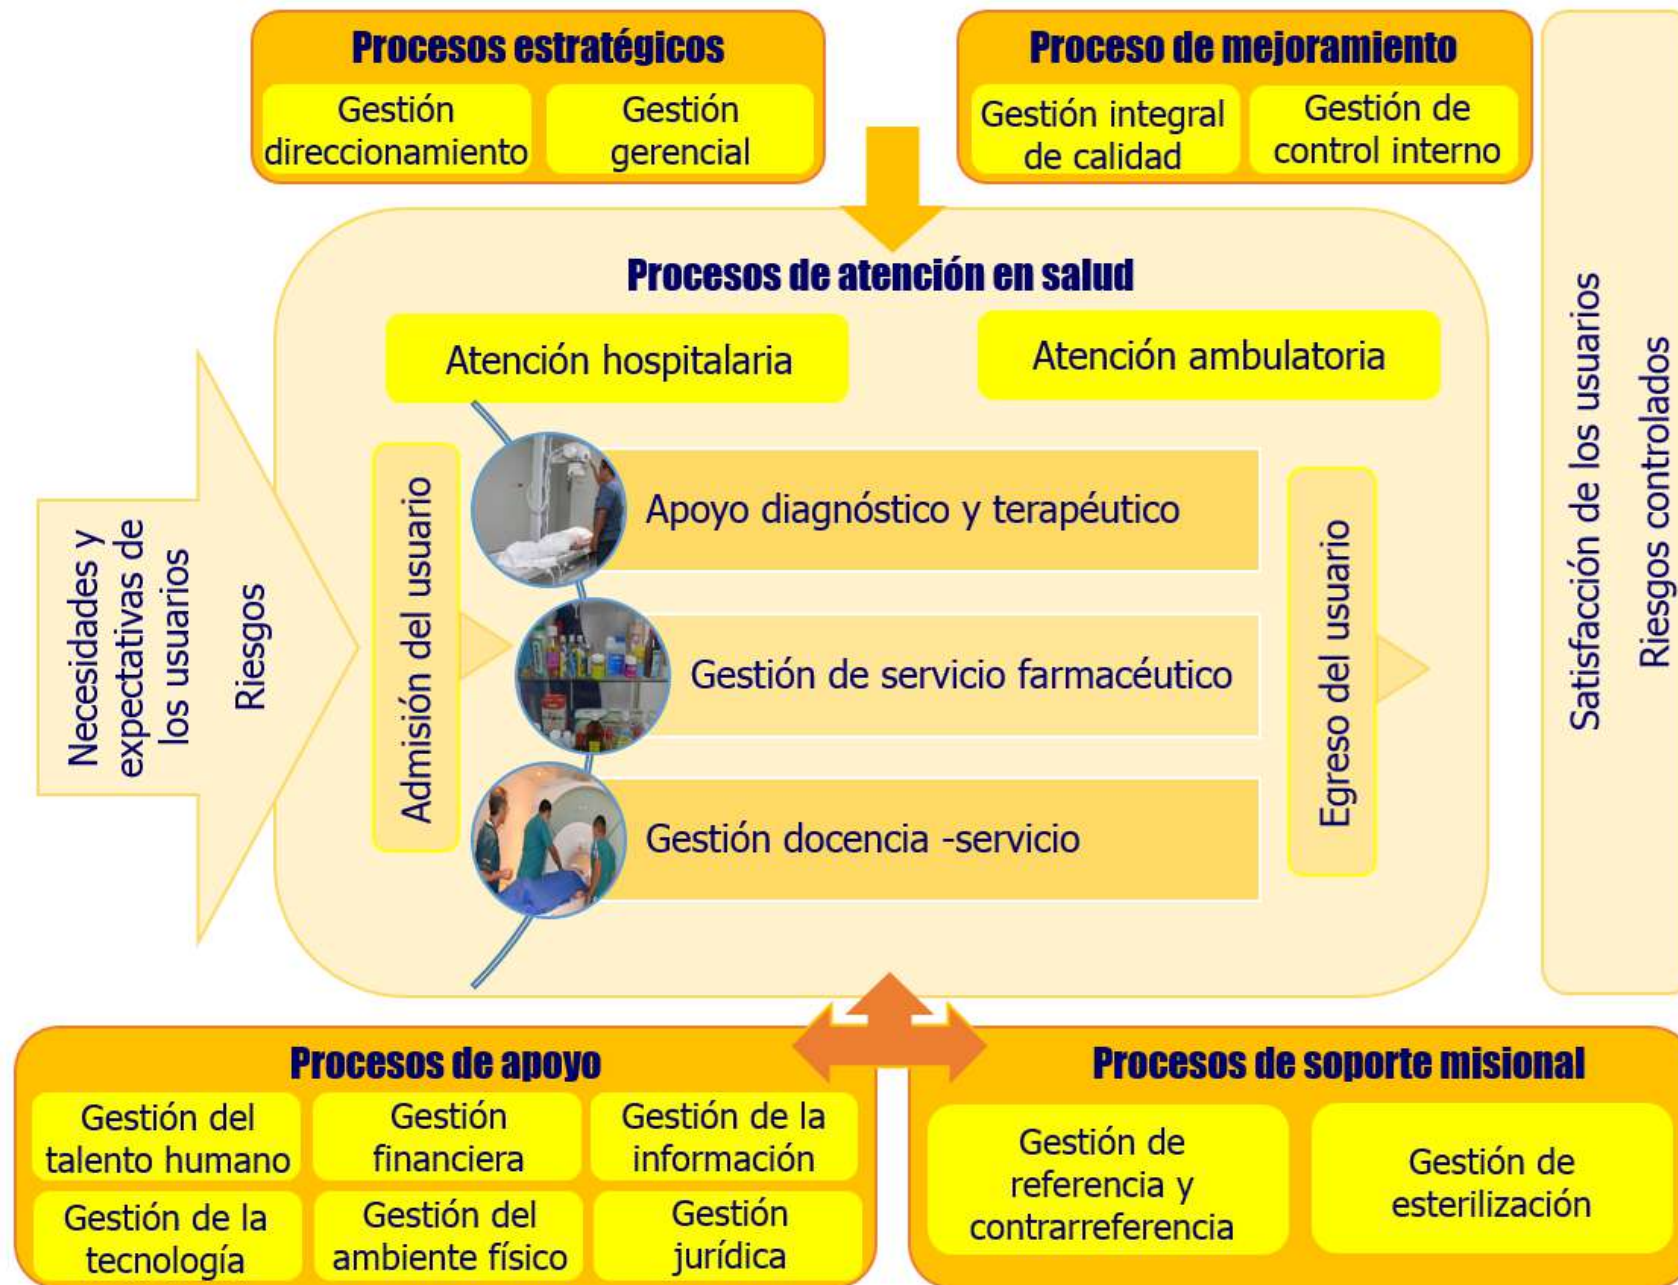 Procesos estratégicos
Gestión
direccionamiento
Gestión
gerencial
Proceso de mejoramiento
Gestión integral
de calidad
Gestión de
control interno
Necesidades y
expectativas de
los usuarios
Riesgos
Procesos de atención en salud
Atención hospitalaria
Atención ambulatoria
Admisión del usuario
Apoyo diagnóstico y terapéutico
Gestión de servicio farmacéutico
Gestión docencia -servicio
Egreso del usuario
Satisfacción de los usuarios
Riesgos controlados
Procesos de apoyo
Gestión del
talento humano
Gestión
financiera
Gestión de la
información
Gestión de la
tecnología
Gestión del
ambiente físico
Gestión
jurídica
Procesos de soporte misional
Gestión de
referencia y
contrarreferencia
Gestión de
esterilización